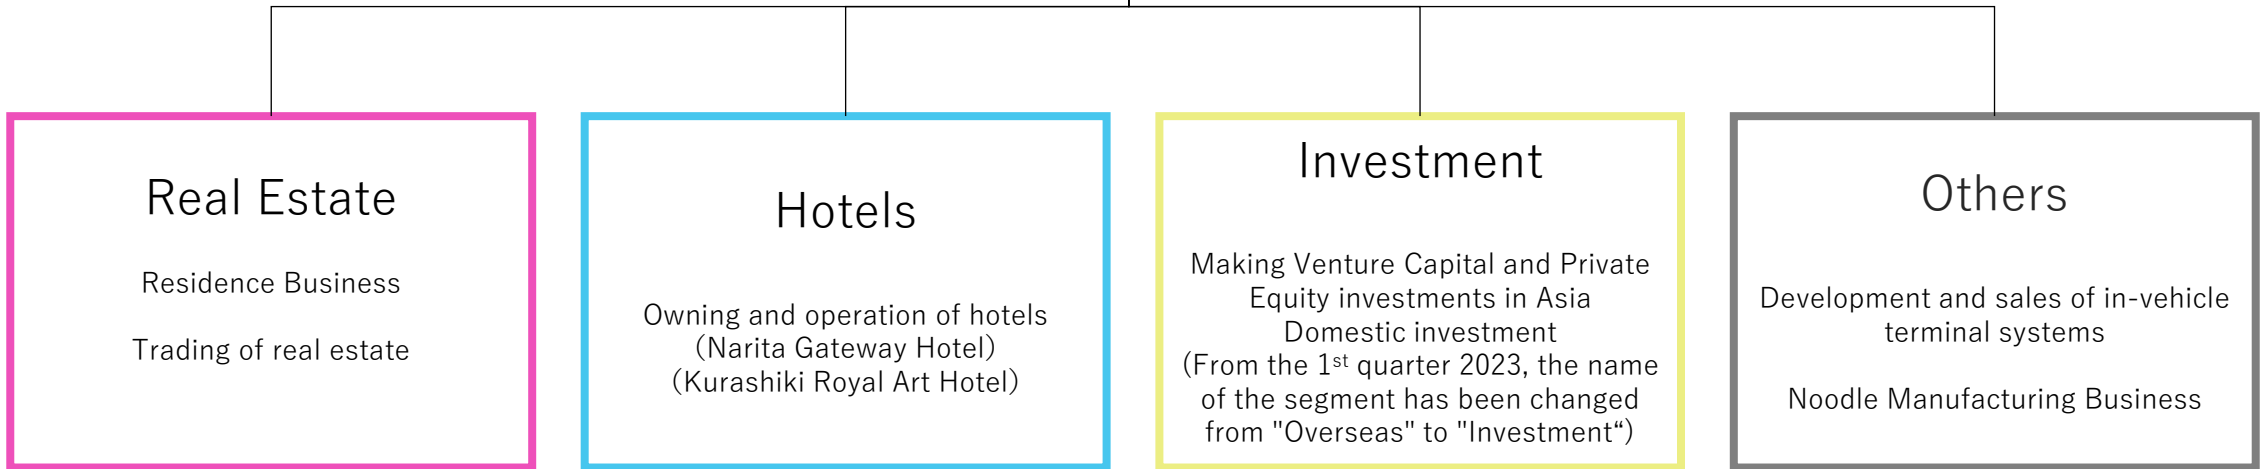 Real Estate
Residence Business
Trading of real estate
Hotels
Owning and operation of hotels
(Narita Gateway Hotel)
(Kurashiki Royal Art Hotel)
Investment
Making Venture Capital and Private
Equity investments in Asia
Domestic investment
(From the 1st quarter 2023, the name
of the segment has been changed
from "Overseas" to "Investment“)
Others
Development and sales of in-vehicle
terminal systems
Noodle Manufacturing Business